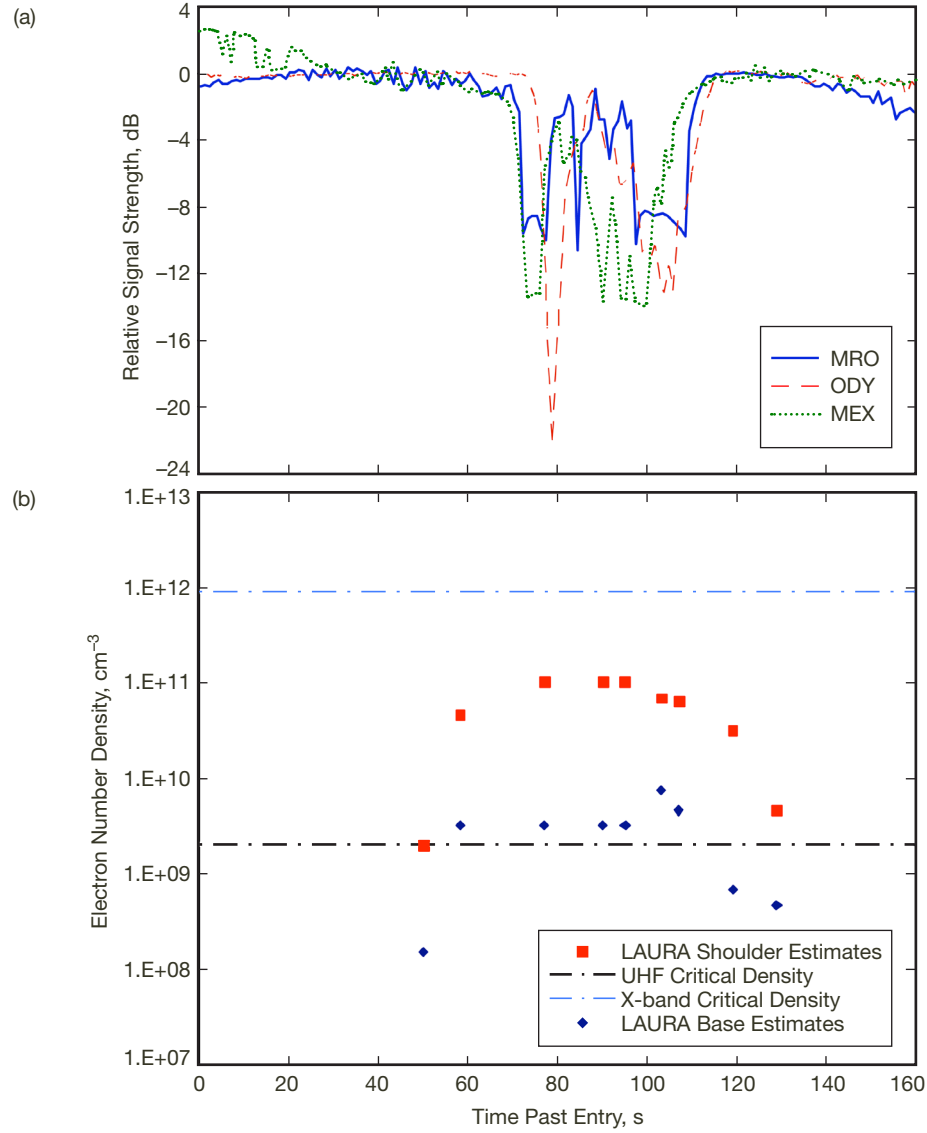 (a)
4
0
−4
−8
−12
−16
−20
−24
Relative Signal Strength, dB
MRO
ODY
MEX
(b)
1.E+13
1.E+12
1.E+11
1.E+10
1.E+09
1.E+08
1.E+07
Electron Number Density, cm−3
LAURA Shoulder Estimates
UHF Critical Density
X-band Critical Density
LAURA Base Estimates
0 20 40 60 80 100 120 140 160
Time Past Entry, s